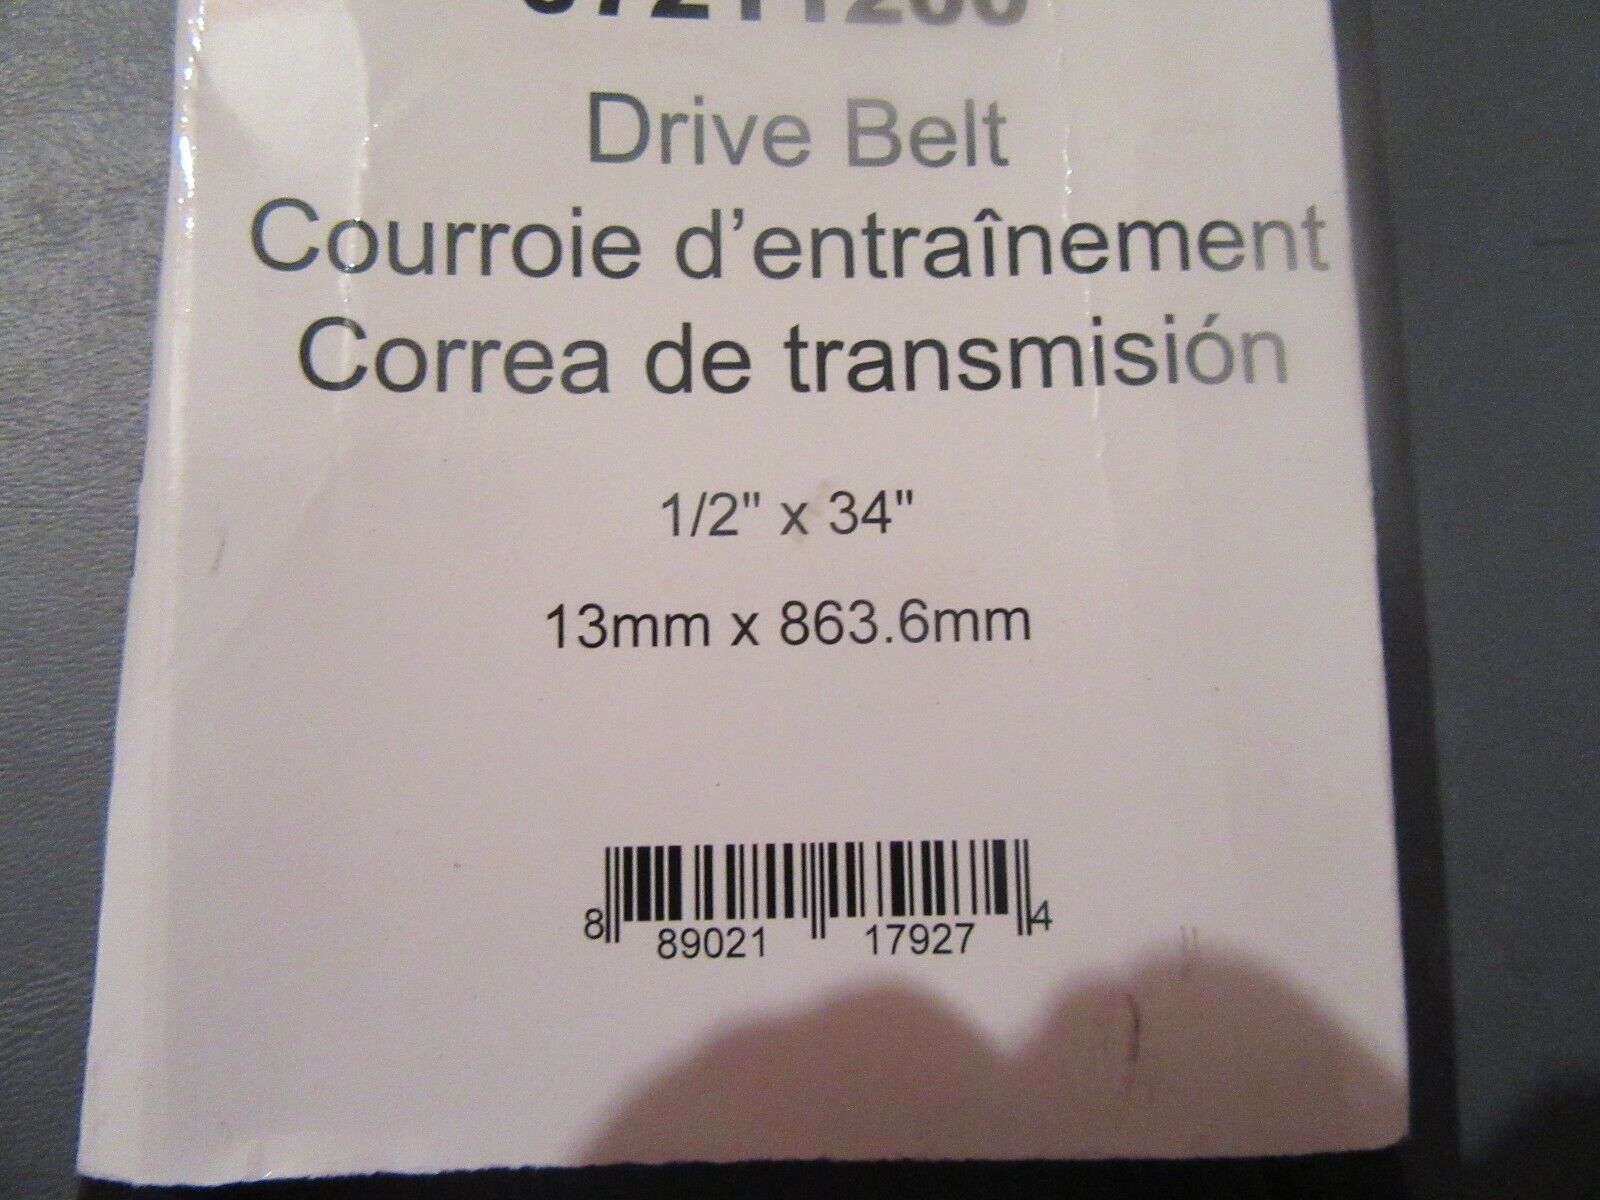 Drive Belt
Courroie d'entraînement
Correa de transmisión
1/2" x 34"
13mm x 863.6mm
8 89021 17927 4